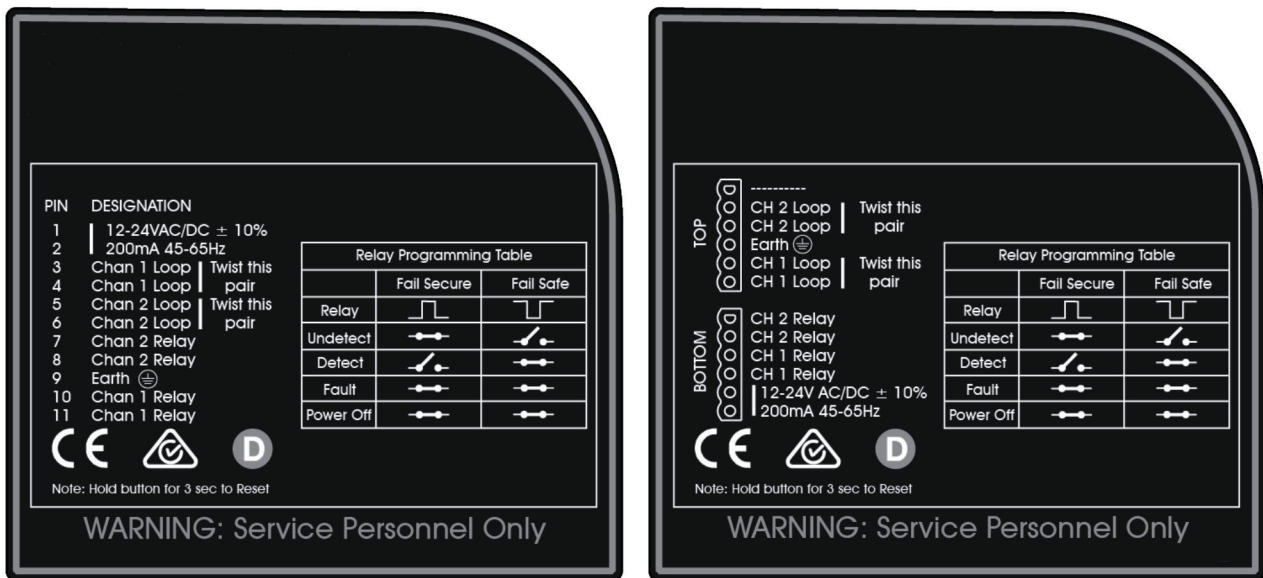 PIN DESIGNATION
1 12-24VAC/DC ± 10%
2 200mA 45-65Hz
3 Chan 1 Loop Twist this
4 Chan 1 Loop pair
5 Chan 2 Loop Twist this
6 Chan 2 Loop pair
7 Chan 2 Relay
8 Chan 2 Relay
9 Earth
10 Chan 1 Relay
11 Chan 1 Relay
Relay Programming Table
Fail Secure Fail Safe
Relay
Undetect
Detect
Fault
Power Off
CE D
Note: Hold button for 3 sec to Reset
WARNING: Service Personnel Only
TOP
----------
CH 2 Loop Twist this
CH 2 Loop pair
Earth
CH 1 Loop Twist this
CH 1 Loop pair
BOTTOM
CH 2 Relay
CH 2 Relay
CH 1 Relay
CH 1 Relay
12-24V AC/DC ± 10%
200mA 45-65Hz
Relay Programming Table
Fail Secure Fail Safe
Relay
Undetect
Detect
Fault
Power Off
CE D
Note: Hold button for 3 sec to Reset
WARNING: Service Personnel Only